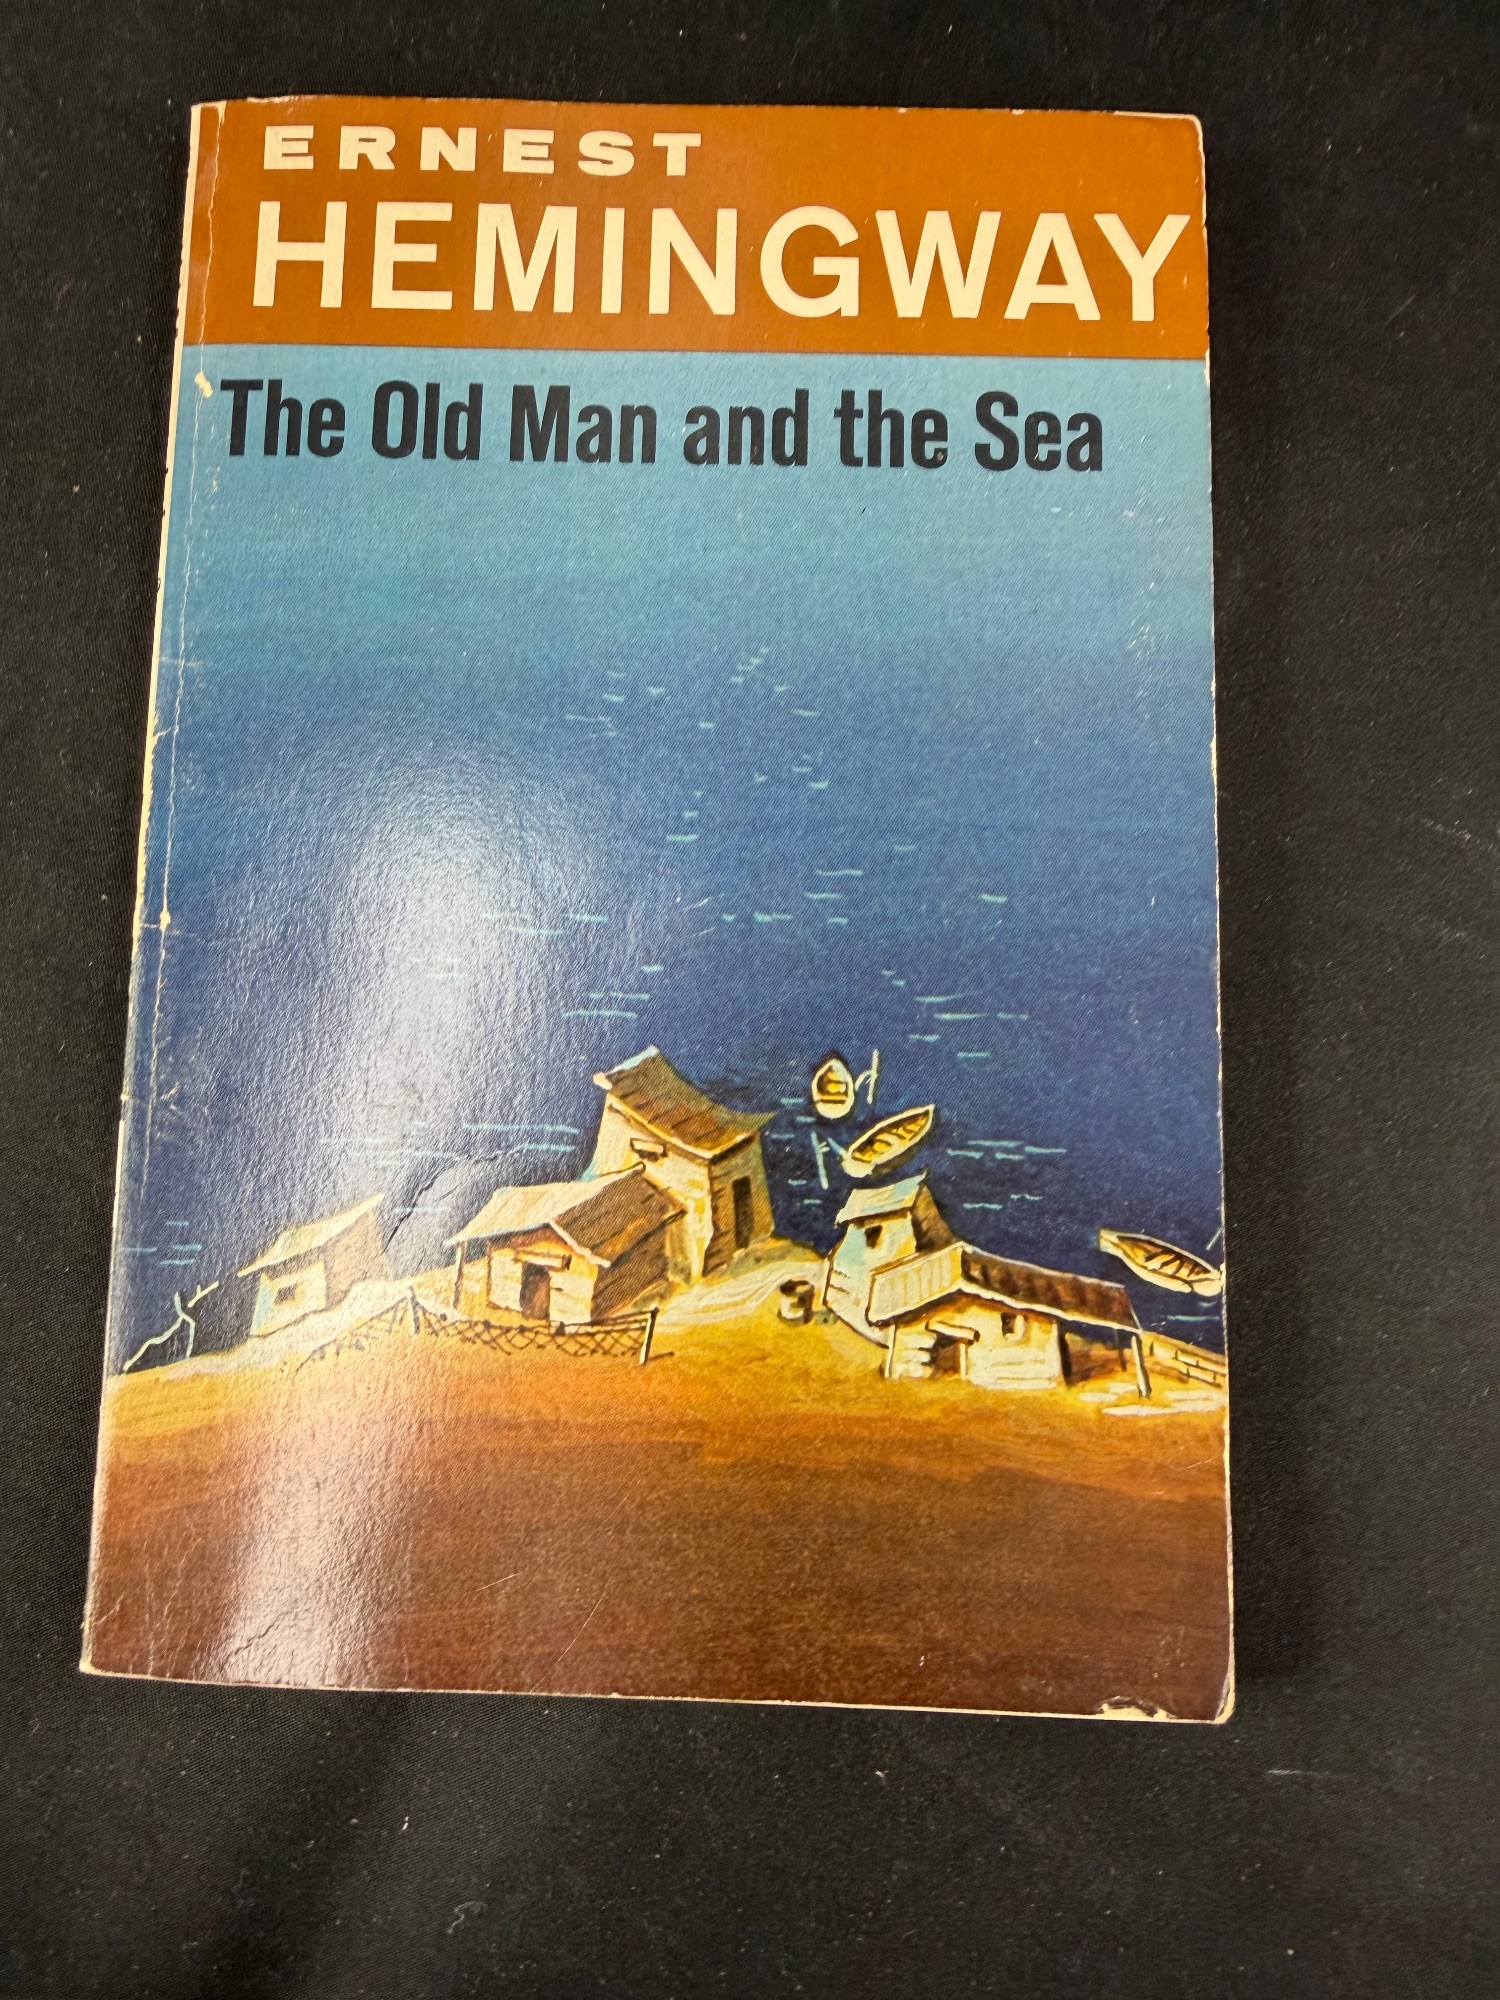 ERNEST
HEMINGWAY
The Old Man and the Sea